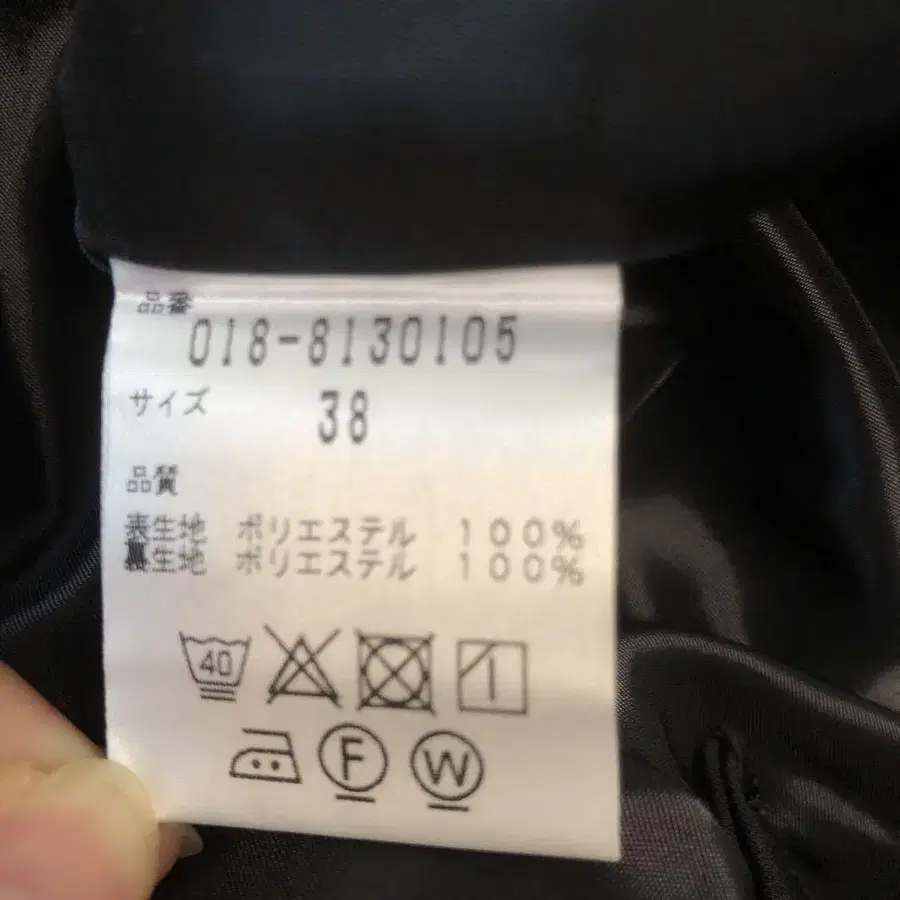 品番
018-8130105
サイズ 38
品質
表生地 ポリエステル 100%
裏生地 ポリエステル 100%
40
F W